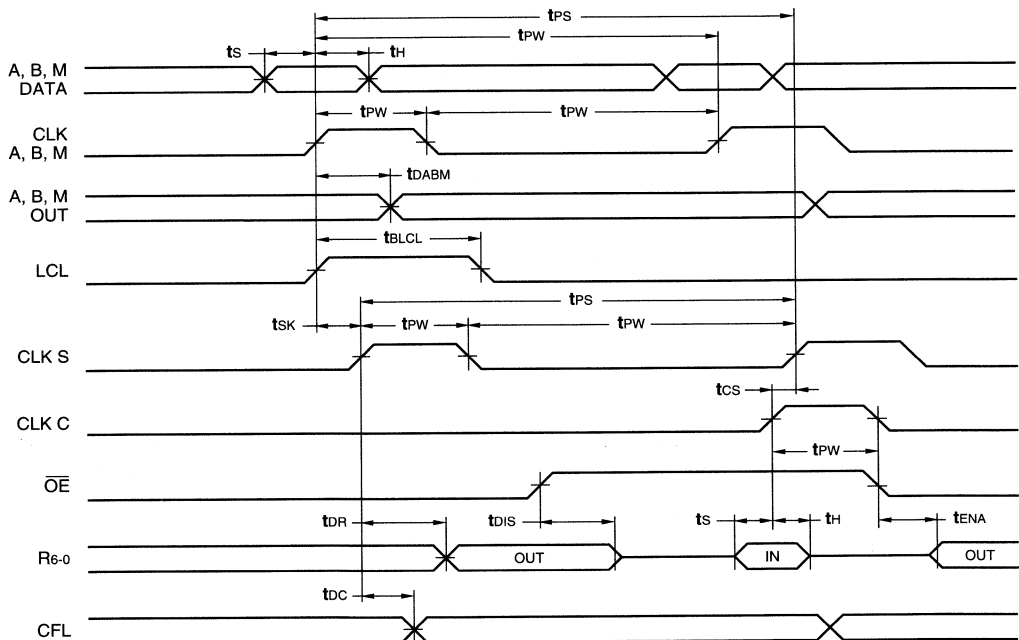 tPS
tPW
tS tH
A, B, M
DATA
tPW tPW
CLK
A, B, M
tDABM
A, B, M
OUT
tBLCL
LCL
tPS
tSK tPW tPW
CLK S
tCS
CLK C
tPW
OE
tDR tDIS tS tH tENA
R6-0 OUT IN OUT
tDC
CFL